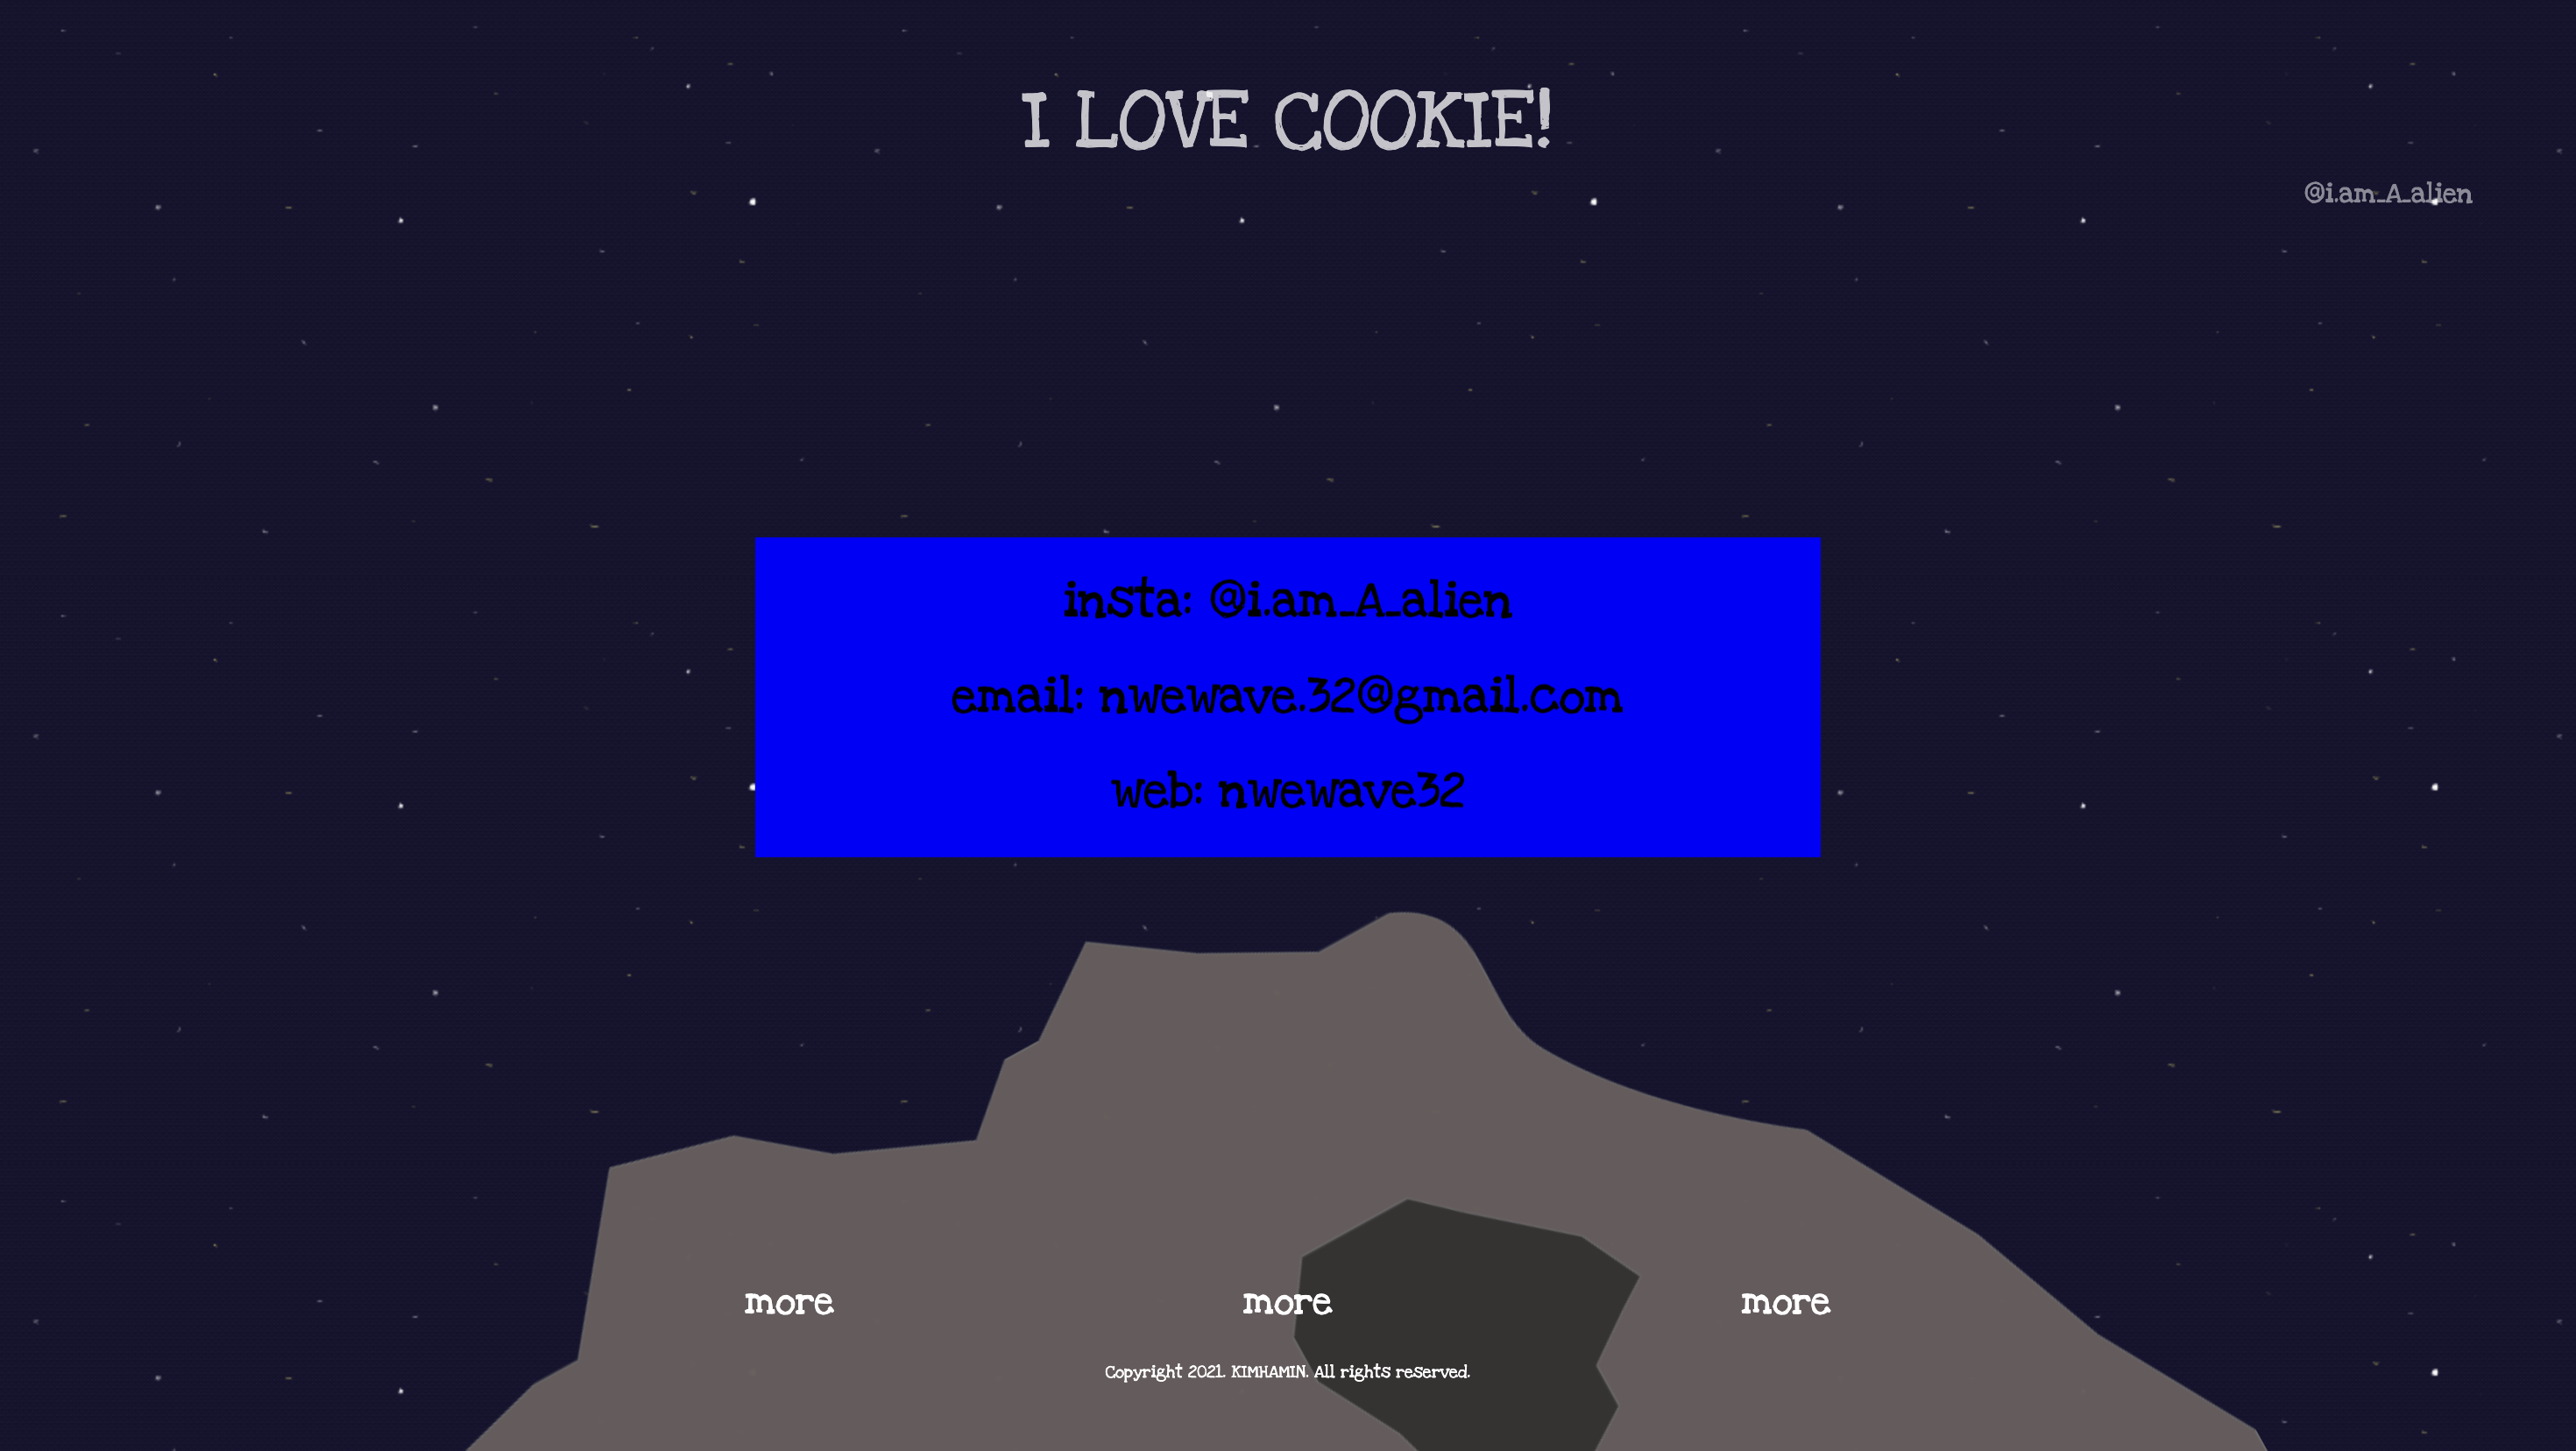 I LOVE COOKIE!
@i.am_A_alien
insta: @i.am_A_alien
email: nwewave.32@gmail.com
web: nwewave32
more more more
Copyright 2021. KIMHAMIN. All rights reserved.